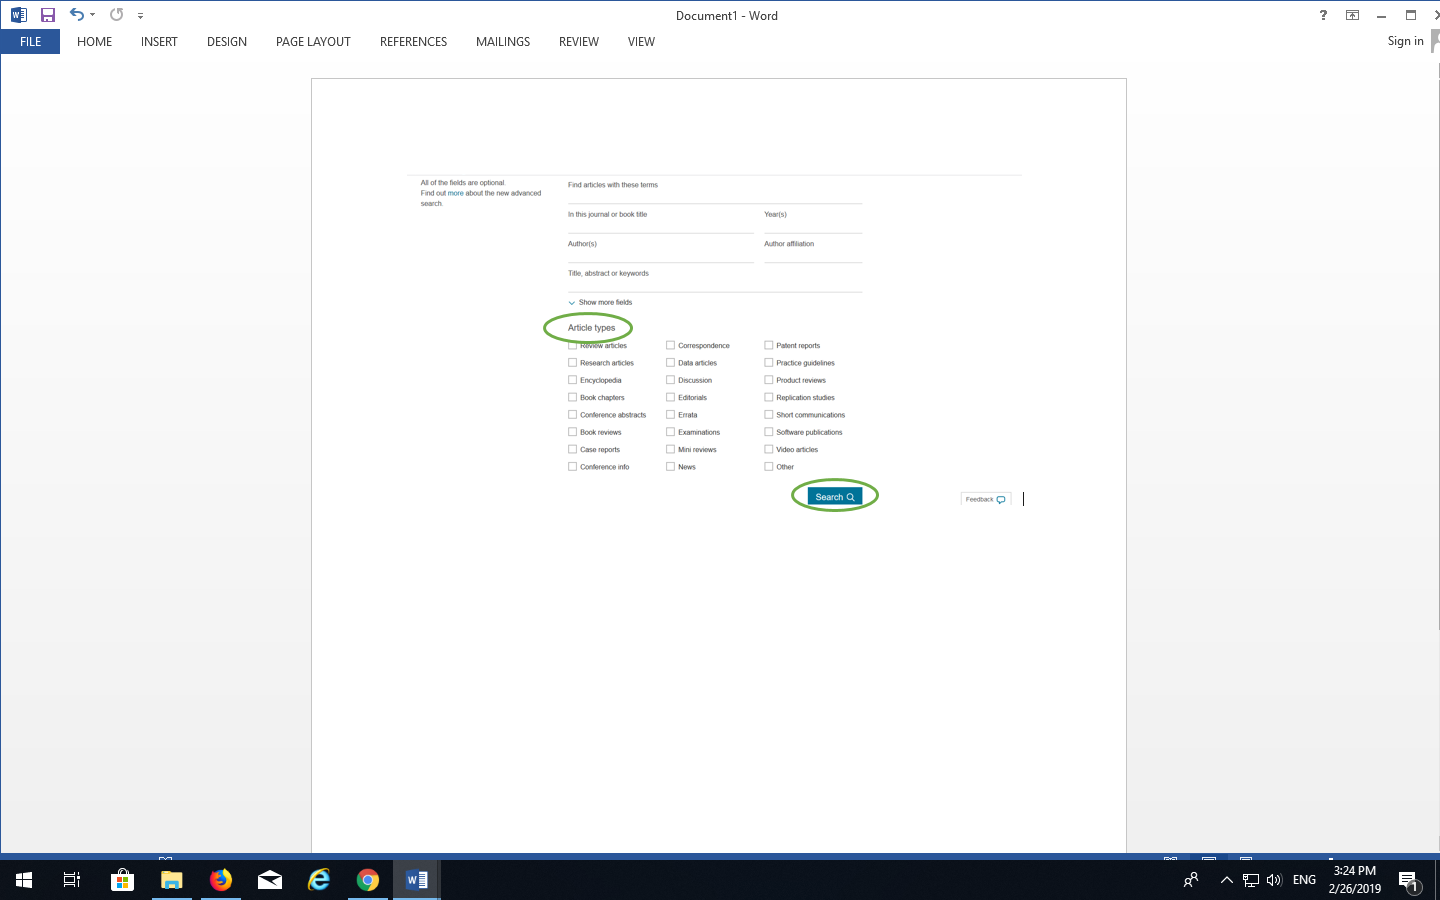 Document1 - Word
FILE HOME INSERT DESIGN PAGE LAYOUT REFERENCES MAILINGS REVIEW VIEW Sign in
All of the fields are optional.
Find out more about the new advanced
search.
Find articles with these terms
In this journal or book title Year(s)
Author(s) Author affiliation
Title, abstract or keywords
Show more fields
Article types
Review articles Correspondence Patent reports
Research articles Data articles Practice guidelines
Encyclopedia Discussion Product reviews
Book chapters Editorials Replication studies
Conference abstracts Errata Short communications
Book reviews Examinations Software publications
Case reports Mini reviews Video articles
Conference info News Other
Search
Feedback
ENG
3:24 PM
2/26/2019
1